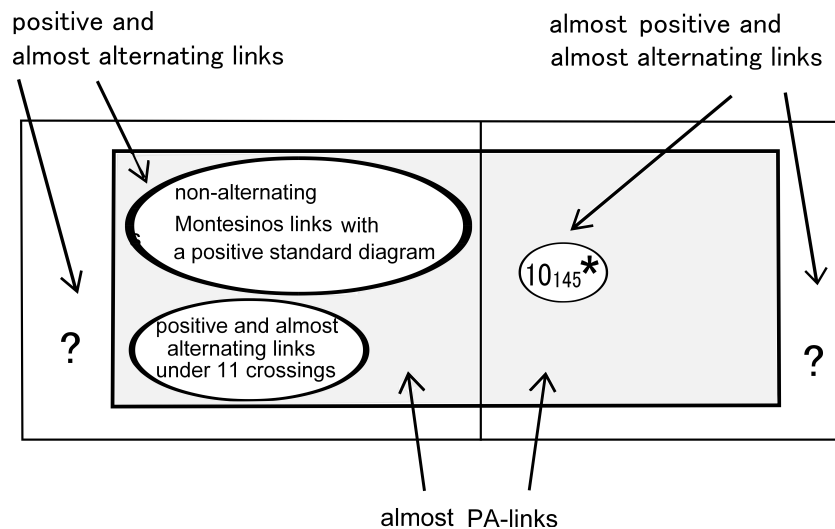 positive and
almost alternating links
almost positive and
almost alternating links
non-alternating
Montesinos links with
a positive standard diagram
s
10145*
positive and almost
alternating links
under 11 crossings
?
?
almost PA-links